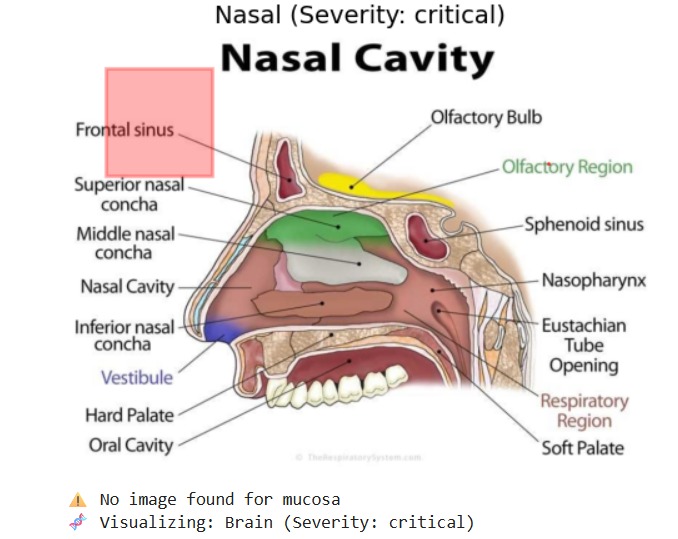 Nasal (Severity: critical)
Nasal Cavity
Frontal sinus
Olfactory Bulb
Olfactory Region
Superior nasal
concha
Middle nasal
concha
Sphenoid sinus
Nasal Cavity
Nasopharynx
Inferior nasal
concha
Eustachian
Tube
Opening
Vestibule
Respiratory
Region
Hard Palate
Oral Cavity
Soft Palate
© TheRespiratorySystem.com
⚠ No image found for mucosa
🧬 Visualizing: Brain (Severity: critical)